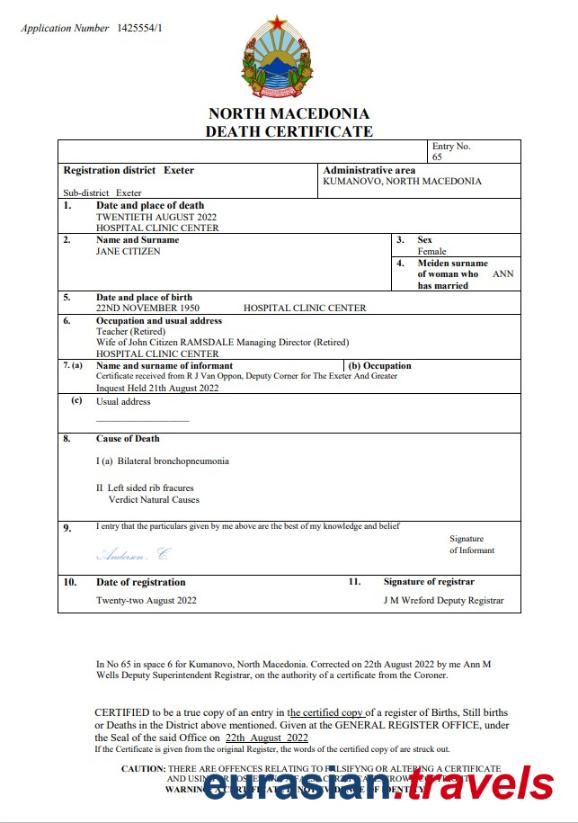 Application Number 1425554/1
NORTH MACEDONIA
DEATH CERTIFICATE
Entry No.
65
Registration district Exeter
Sub-district Exeter
Administrative area
KUMANOVO, NORTH MACEDONIA
1. Date and place of death
TWENTIETH AUGUST 2022
HOSPITAL CLINIC CENTER
2. Name and Surname
JANE CITIZEN
3. Sex
Female
4. Meiden surname
of woman who ANN
has married
5. Date and place of birth
22ND NOVEMBER 1950 HOSPITAL CLINIC CENTER
6. Occupation and usual address
Teacher (Retired)
Wife of John Citizen RAMSDALE Managing Director (Retired)
HOSPITAL CLINIC CENTER
7. (a) Name and surname of informant (b) Occupation
Certificate received from R J Van Oppon, Deputy Corner for The Exeter And Greater
Inquest Held 21th August 2022
(c) Usual address
8. Cause of Death
I (a) Bilateral bronchopneumonia
II Left sided rib fracures
Verdict Natural Causes
9. I entry that the particulars given by me above are the best of my knowledge and belief
Anderson. C.
Signature
of Informant
10. Date of registration
Twenty-two August 2022
11. Signature of registrar
J M Wreford Deputy Registrar
In No 65 in space 6 for Kumanovo, North Macedonia. Corrected on 22th August 2022 by me Ann M
Wells Deputy Superintendent Registrar, on the authority of a certificate from the Coroner.
CERTIFIED to be a true copy of an entry in the certified copy of a register of Births, Still births
or Deaths in the District above mentioned. Given at the GENERAL REGISTER OFFICE, under
the Seal of the said Office on 22th August 2022
If the Certificate is given from the original Register, the words of the certified copy of are struck out.
CAUTION: THERE ARE OFFENCES RELATING TO FALSIFYNG OR ALTERING A CERTIFICATE
AND
WARNING: A CERTIFICATE IS NOT EVIDENCE OF IDENTITY
eurasian.travels